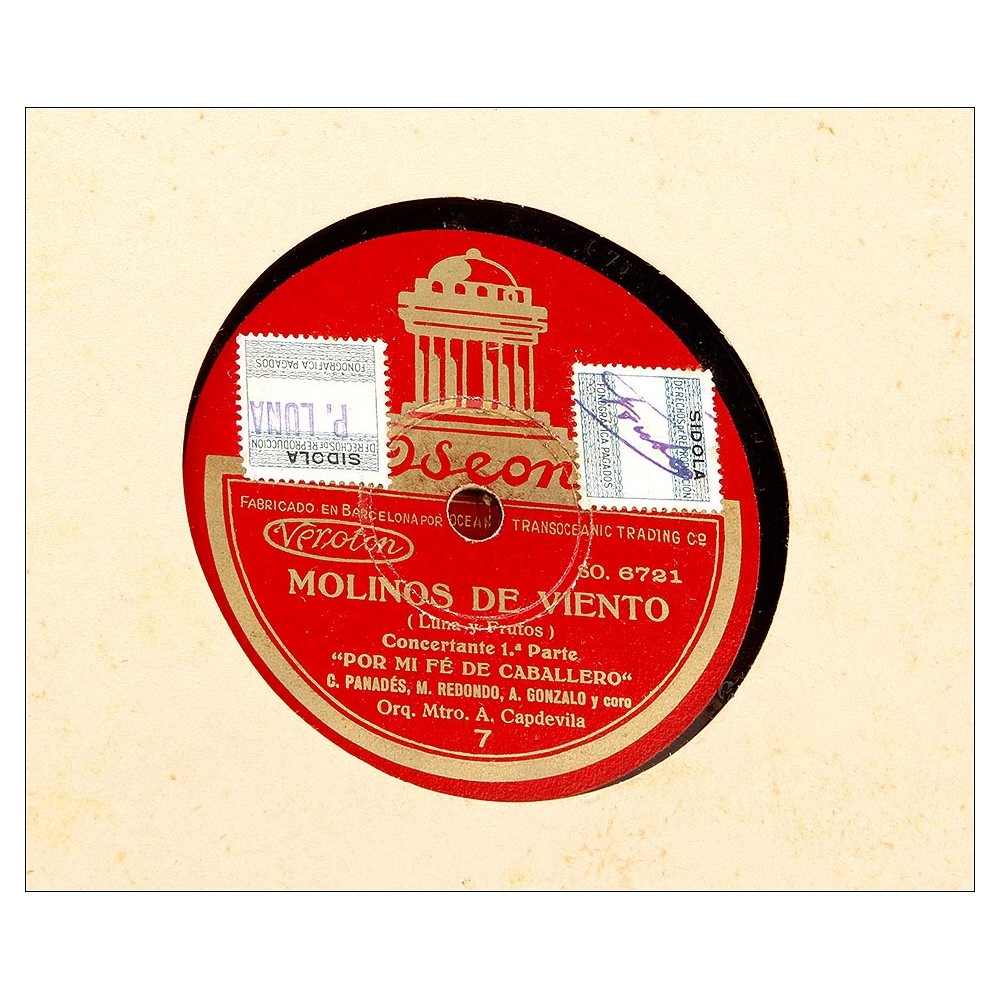 Odeon
FONOGRAFICA PAGADOS
P. LUNA
DERECHOS DE REPRODUCCION
SIDOLA
SIDOLA
DERECHOS DE REPRODUCCION
FONOGRAFICA PAGADOS
FABRICADO EN BARCELONA POR OCEAN TRANSOCEANIC TRADING Co
Veroton
SO. 6721
MOLINOS DE VIENTO
( Luna y Frutos )
Concertante 1.ª Parte
“POR MI FÉ DE CABALLERO“
C. PANADÉS, M. REDONDO, A. GONZALO y coro
Orq. Mtro. A. Capdevila
7